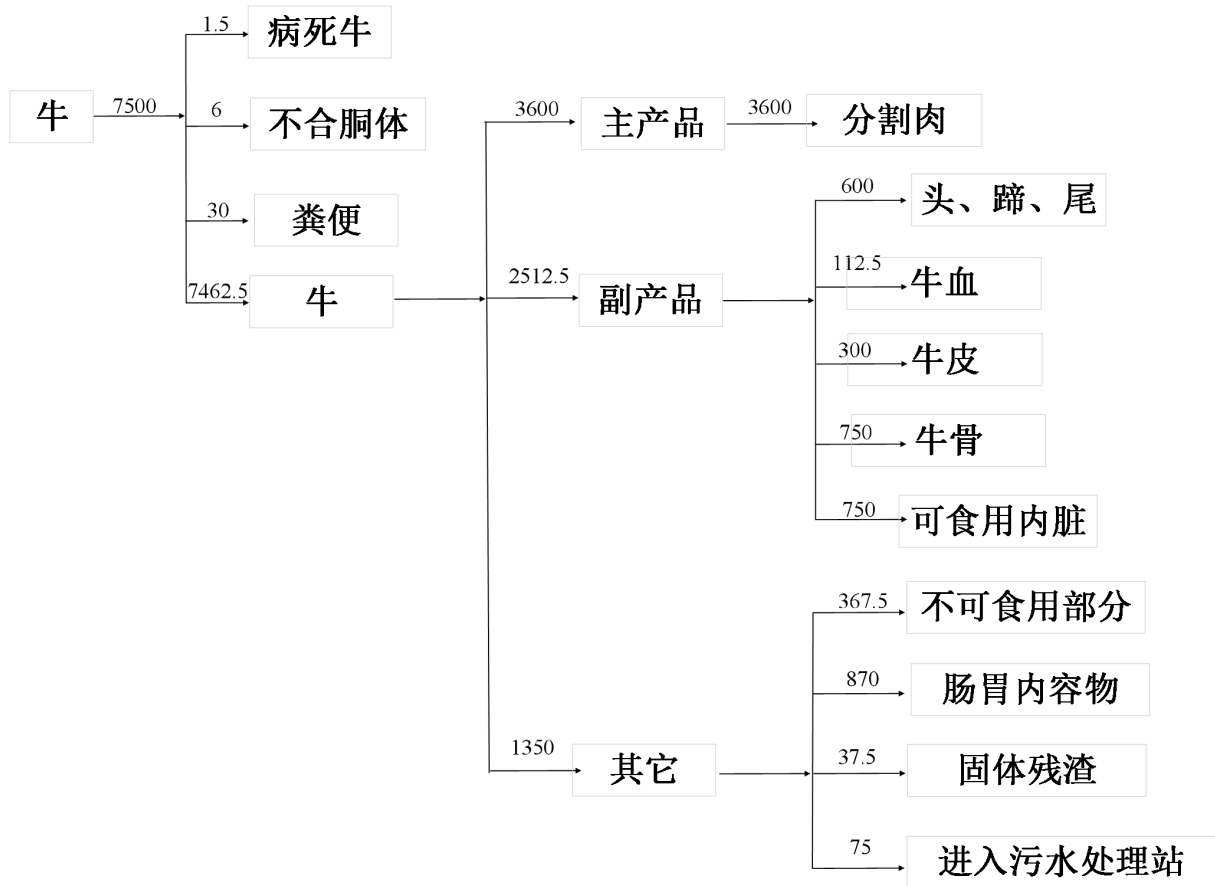 1.5
病死牛
牛
7500
6
不合胴体
3600
主产品
3600
分割肉
600
头、蹄、尾
30
粪便
7462.5
牛
2512.5
副产品
112.5
牛血
300
牛皮
750
牛骨
750
可食用内脏
1350
其它
367.5
不可食用部分
870
肠胃内容物
37.5
固体残渣
75
进入污水处理站